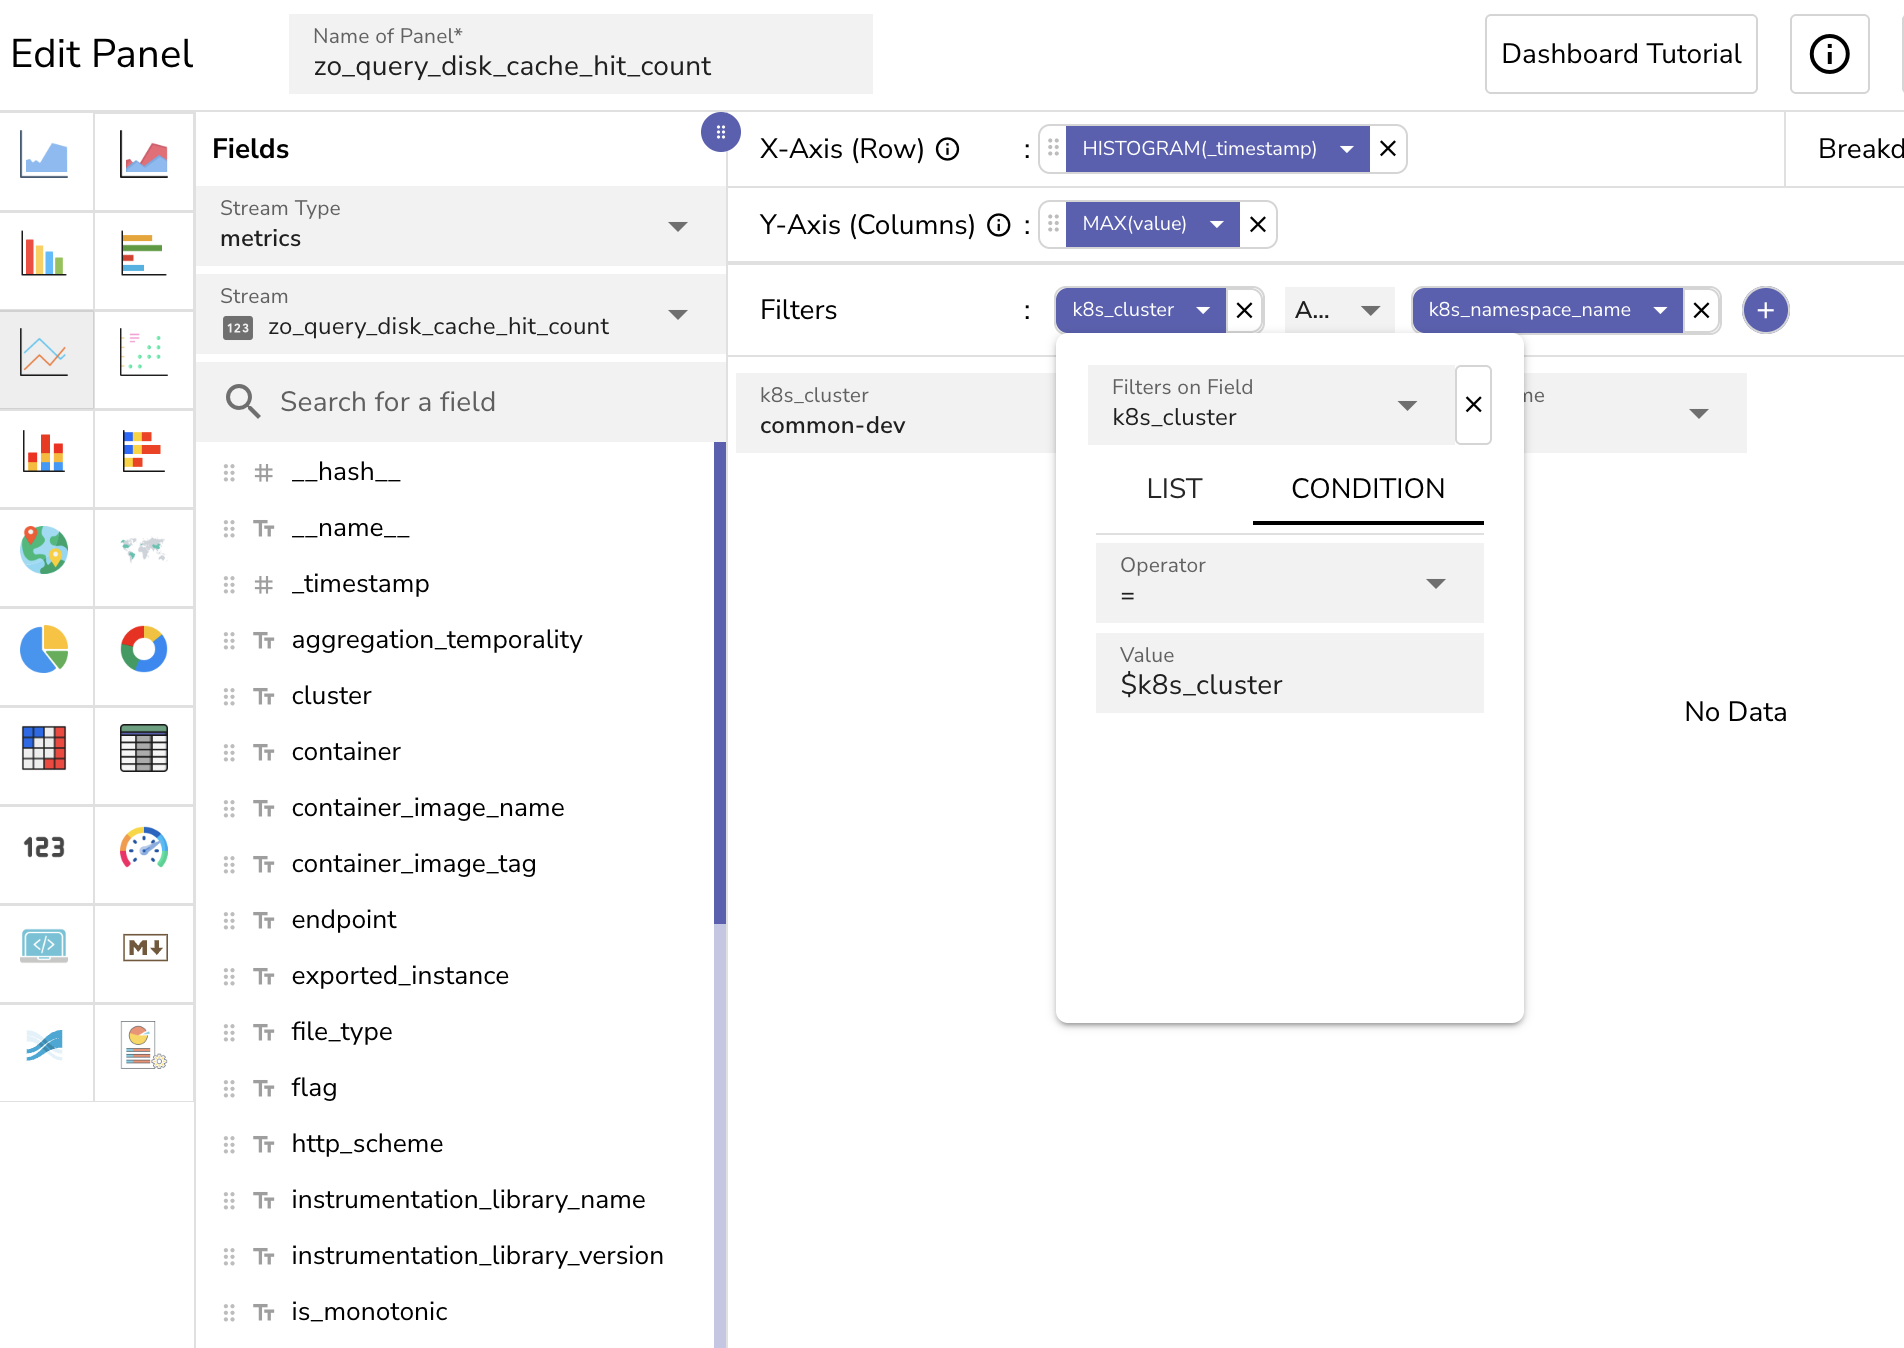 Edit Panel
Name of Panel*
zo_query_disk_cache_hit_count
Dashboard Tutorial
Fields
Stream Type
metrics
Stream
123 zo_query_disk_cache_hit_count
Search for a field
__hash__
__name__
_timestamp
aggregation_temporality
cluster
container
container_image_name
container_image_tag
endpoint
exported_instance
file_type
flag
http_scheme
instrumentation_library_name
instrumentation_library_version
is_monotonic
123
M
X-Axis (Row) : HISTOGRAM(_timestamp)
Breakd
Y-Axis (Columns) : MAX(value)
Filters : k8s_cluster A... k8s_namespace_name
k8s_cluster
common-dev
me
Filters on Field
k8s_cluster
LIST CONDITION
Operator
=
Value
$k8s_cluster
No Data